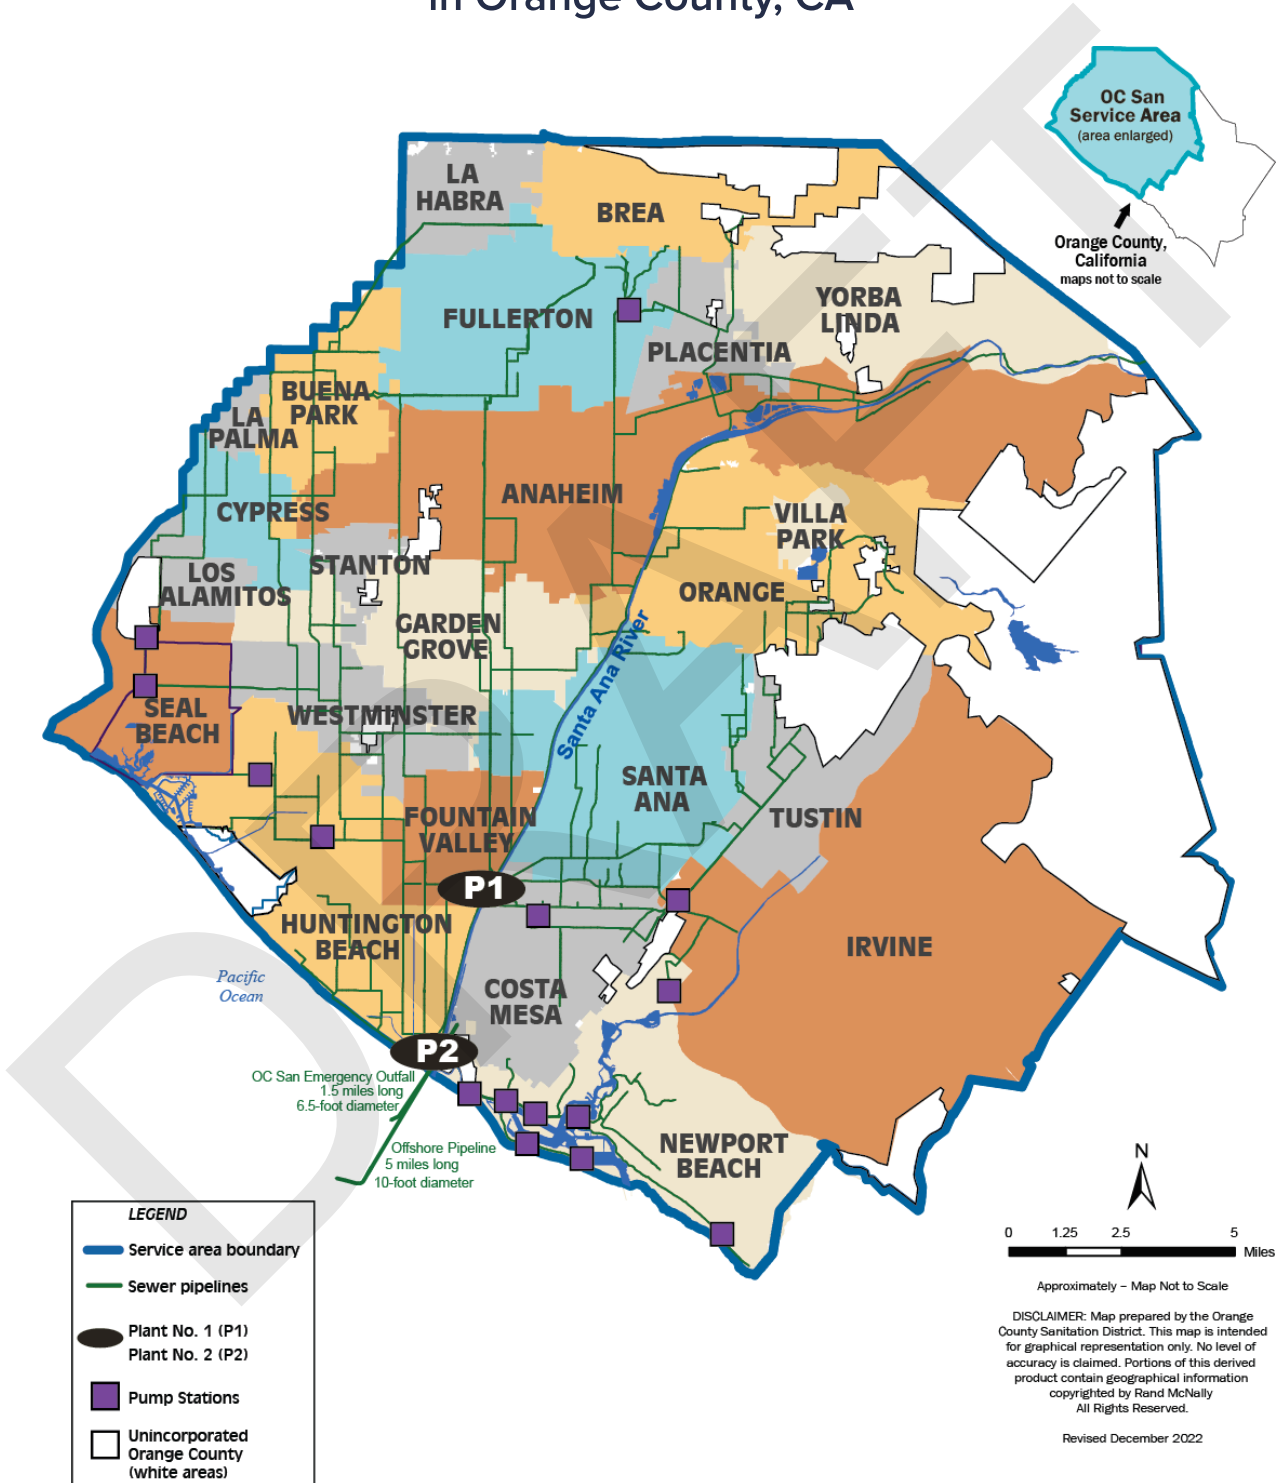 in Orange County, CA
OC San
Service Area
(area enlarged)
Orange County,
California
maps not to scale
LA
HABRA
BREA
YORBA
LINDA
FULLERTON
PLACENTIA
BUENA
PARK
LA
PALMA
ANAHEIM
CYPRESS
VILLA
PARK
STANTON
LOS
ALAMITOS
ORANGE
GARDEN
GROVE
Santa Ana River
SEAL
BEACH
WESTMINSTER
SANTA
ANA
FOUNTAIN
VALLEY
TUSTIN
P1
HUNTINGTON
BEACH
IRVINE
Pacific
Ocean
COSTA
MESA
P2
OC San Emergency Outfall
1.5 miles long
6.5-foot diameter
Offshore Pipeline
5 miles long
10-foot diameter
NEWPORT
BEACH
LEGEND
Service area boundary
Sewer pipelines
Plant No. 1 (P1)
Plant No. 2 (P2)
Pump Stations
Unincorporated
Orange County
(white areas)
N
0 1.25 2.5 5
Miles
Approximately – Map Not to Scale
DISCLAIMER: Map prepared by the Orange
County Sanitation District. This map is intended
for graphical representation only. No level of
accuracy is claimed. Portions of this derived
product contain geographical information
copyrighted by Rand McNally
All Rights Reserved.
Revised December 2022
DRAFT